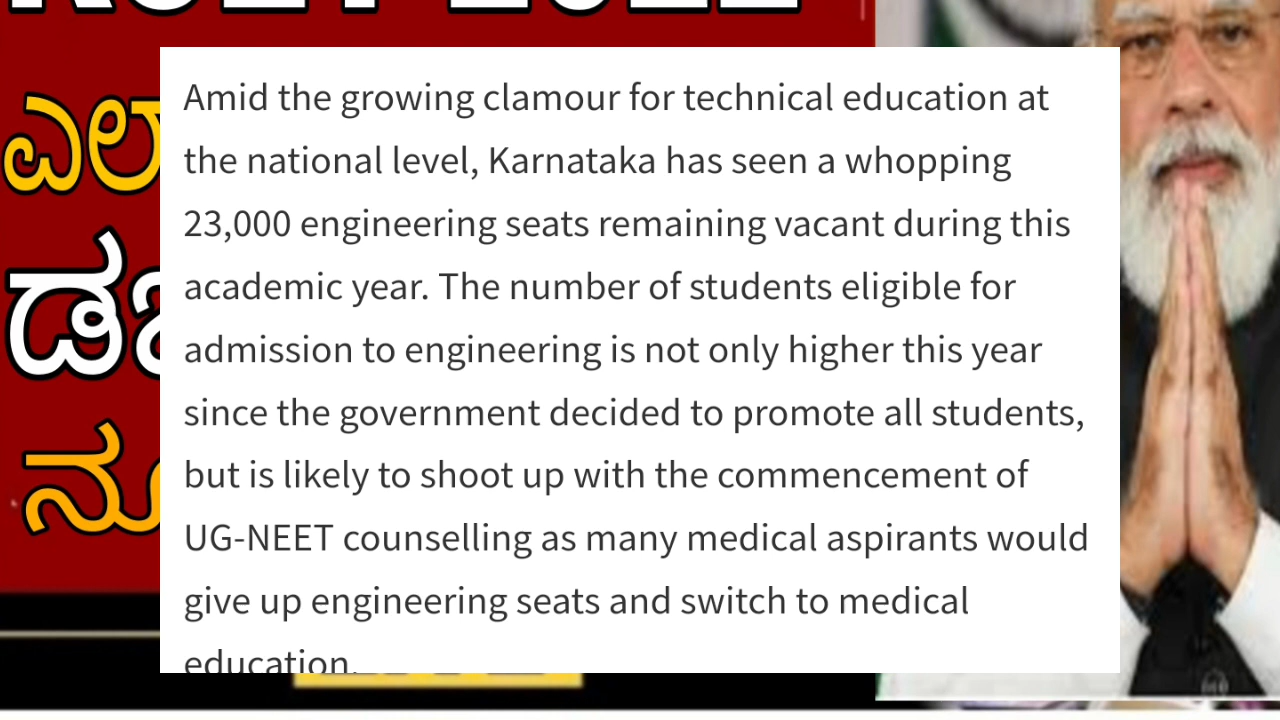 Amid the growing clamour for technical education at
the national level, Karnataka has seen a whopping
23,000 engineering seats remaining vacant during this
academic year. The number of students eligible for
admission to engineering is not only higher this year
since the government decided to promote all students,
but is likely to shoot up with the commencement of
UG-NEET counselling as many medical aspirants would
give up engineering seats and switch to medical
education.